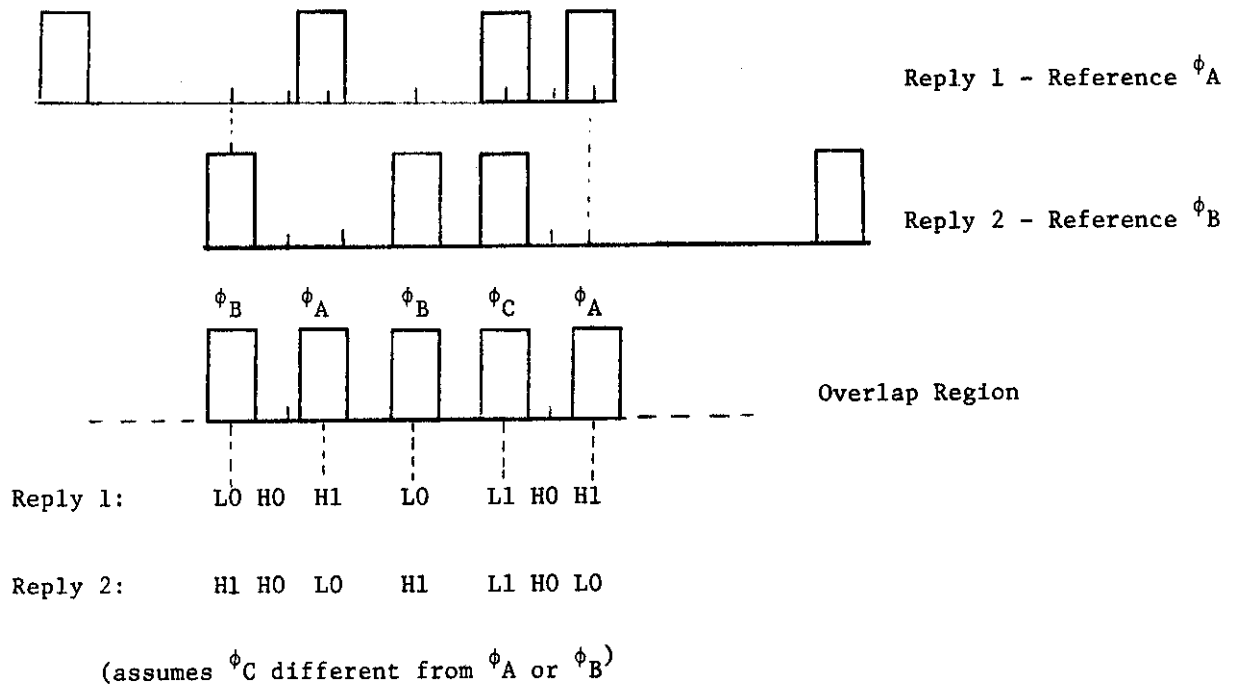 Reply 1 - Reference ϕA
Reply 2 - Reference ϕB
ϕB ϕA ϕB ϕC ϕA
Overlap Region
Reply 1: L0 H0 H1 L0 L1 H0 H1
Reply 2: H1 H0 L0 H1 L1 H0 L0
(assumes ϕC different from ϕA or ϕB)